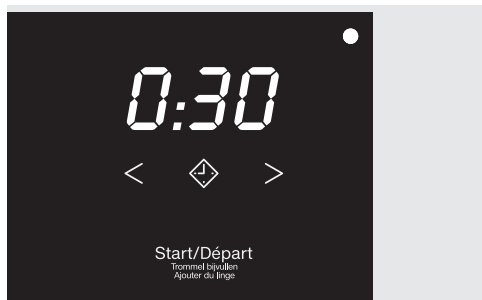 0:30
< >
Start/Départ
Trommel bijvullen
Ajouter du linge